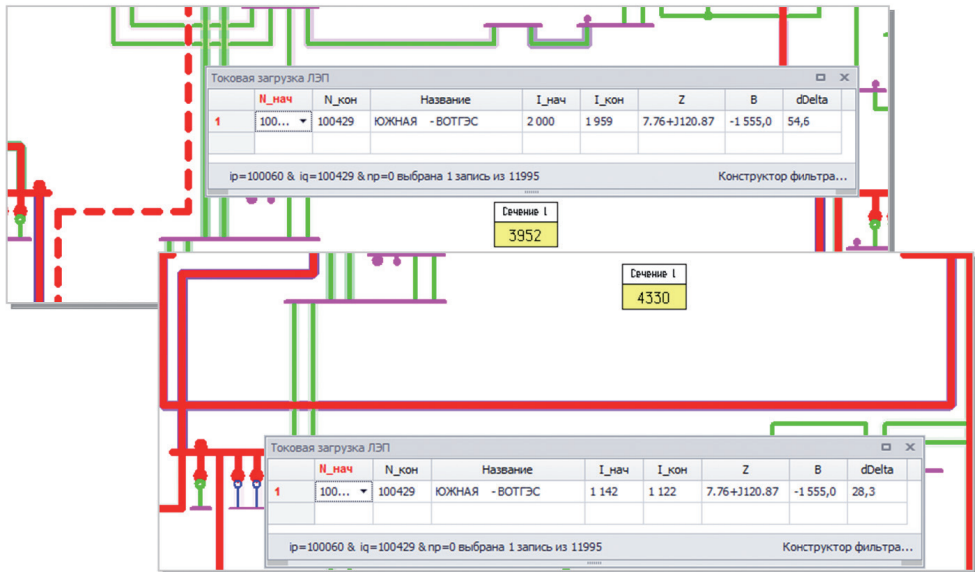 Токовая загрузка ЛЭП
N_нач N_кон Название I_нач I_кон Z B dDelta
1 100... 100429 ЮЖНАЯ - ВОТГЭС 2 000 1 959 7.76+J120.87 -1 555,0 54,6
ip=100060 & iq=100429 & np=0 выбрана 1 запись из 11995 Конструктор фильтра...
Сечение 1
3952
Сечение 1
4330
Токовая загрузка ЛЭП
N_нач N_кон Название I_нач I_кон Z B dDelta
1 100... 100429 ЮЖНАЯ - ВОТГЭС 1 142 1 122 7.76+J120.87 -1 555,0 28,3
ip=100060 & iq=100429 & np=0 выбрана 1 запись из 11995 Конструктор фильтра...